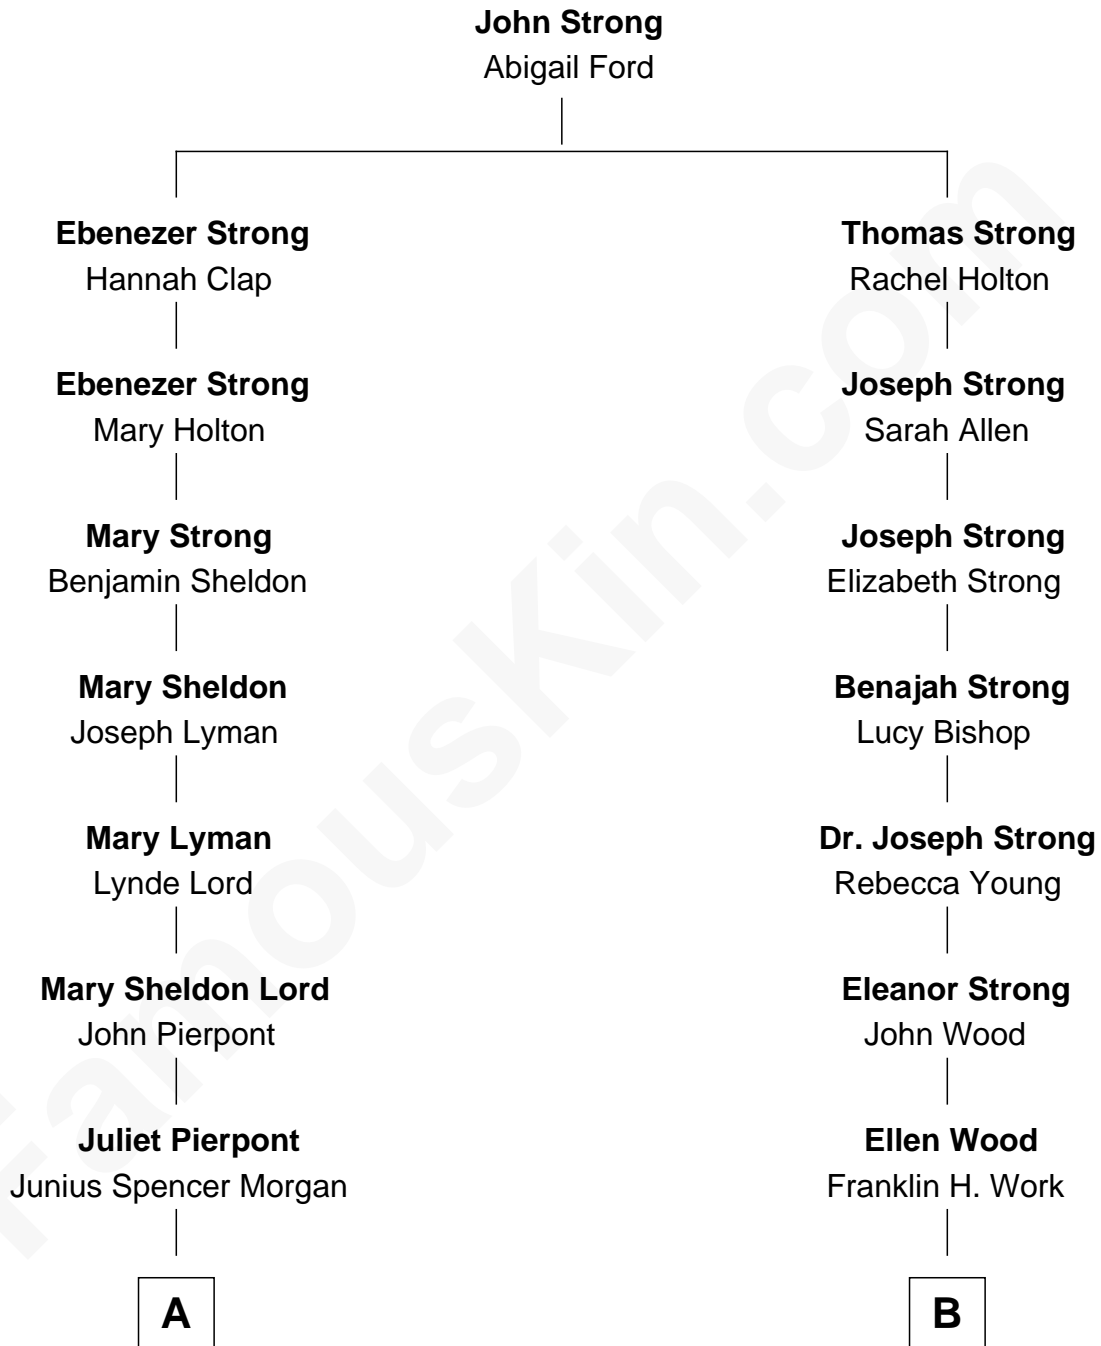 John Strong
Abigail Ford
Ebenezer Strong
Hannah Clap
Ebenezer Strong
Mary Holton
Mary Strong
Benjamin Sheldon
Mary Sheldon
Joseph Lyman
Mary Lyman
Lynde Lord
Mary Sheldon Lord
John Pierpont
Juliet Pierpont
Junius Spencer Morgan
A
Thomas Strong
Rachel Holton
Joseph Strong
Sarah Allen
Joseph Strong
Elizabeth Strong
Benajah Strong
Lucy Bishop
Dr. Joseph Strong
Rebecca Young
Eleanor Strong
John Wood
Ellen Wood
Franklin H. Work
B
FamousKin.com